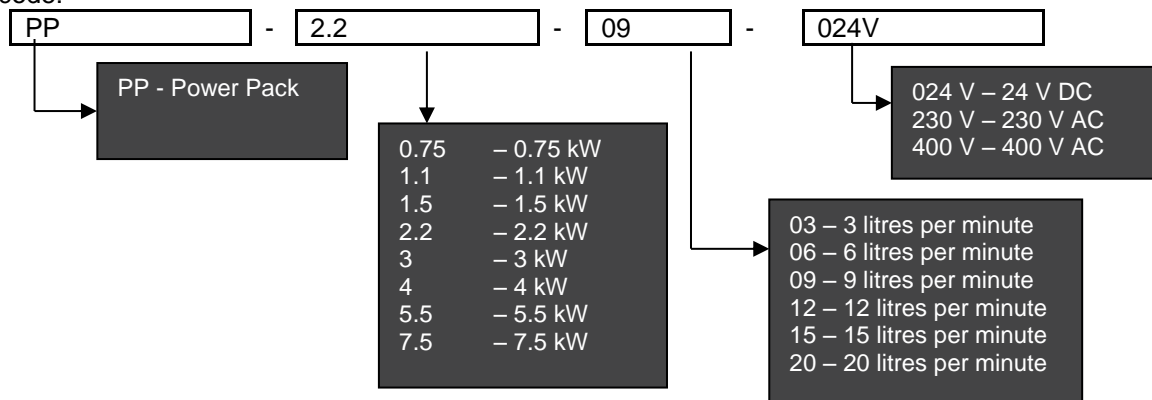 PP - 2.2 - 09 - 024V
PP - Power Pack
0.75 – 0.75 kW
1.1 – 1.1 kW
1.5 – 1.5 kW
2.2 – 2.2 kW
3 – 3 kW
4 – 4 kW
5.5 – 5.5 kW
7.5 – 7.5 kW
03 – 3 litres per minute
06 – 6 litres per minute
09 – 9 litres per minute
12 – 12 litres per minute
15 – 15 litres per minute
20 – 20 litres per minute
024 V – 24 V DC
230 V – 230 V AC
400 V – 400 V AC